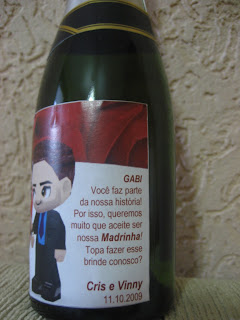 GABI
Você faz parte
da nossa história!
Por isso, queremos
muito que aceite ser
nossa Madrinha!
Topa fazer esse
brinde conosco?
Cris e Vinny
11.10.2009